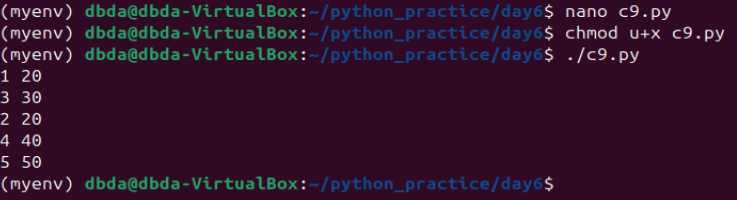 (myenv) dbda@dbda-VirtualBox:~/python_practice/day6$ nano c9.py
(myenv) dbda@dbda-VirtualBox:~/python_practice/day6$ chmod u+x c9.py
(myenv) dbda@dbda-VirtualBox:~/python_practice/day6$ ./c9.py
1 20
3 30
2 20
4 40
5 50
(myenv) dbda@dbda-VirtualBox:~/python_practice/day6$